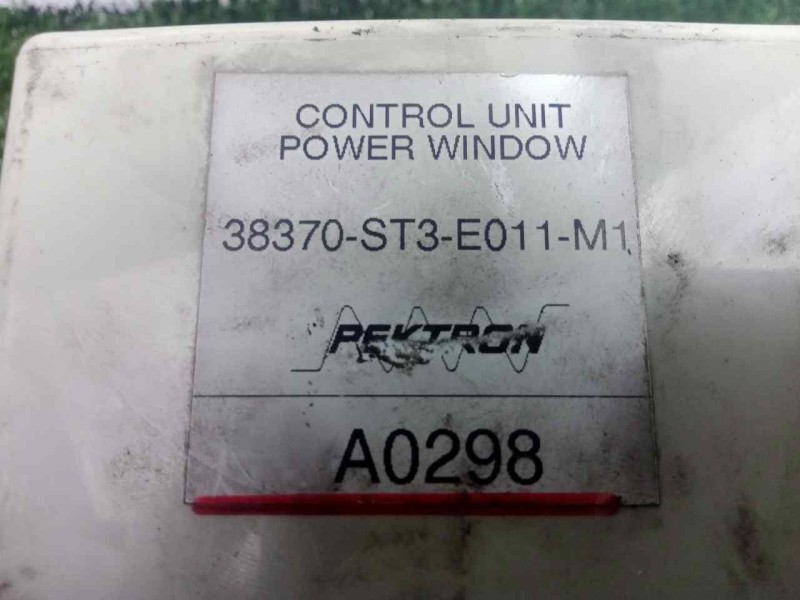 CONTROL UNIT
POWER WINDOW
38370-ST3-E011-M1
PEKTRON
A0298